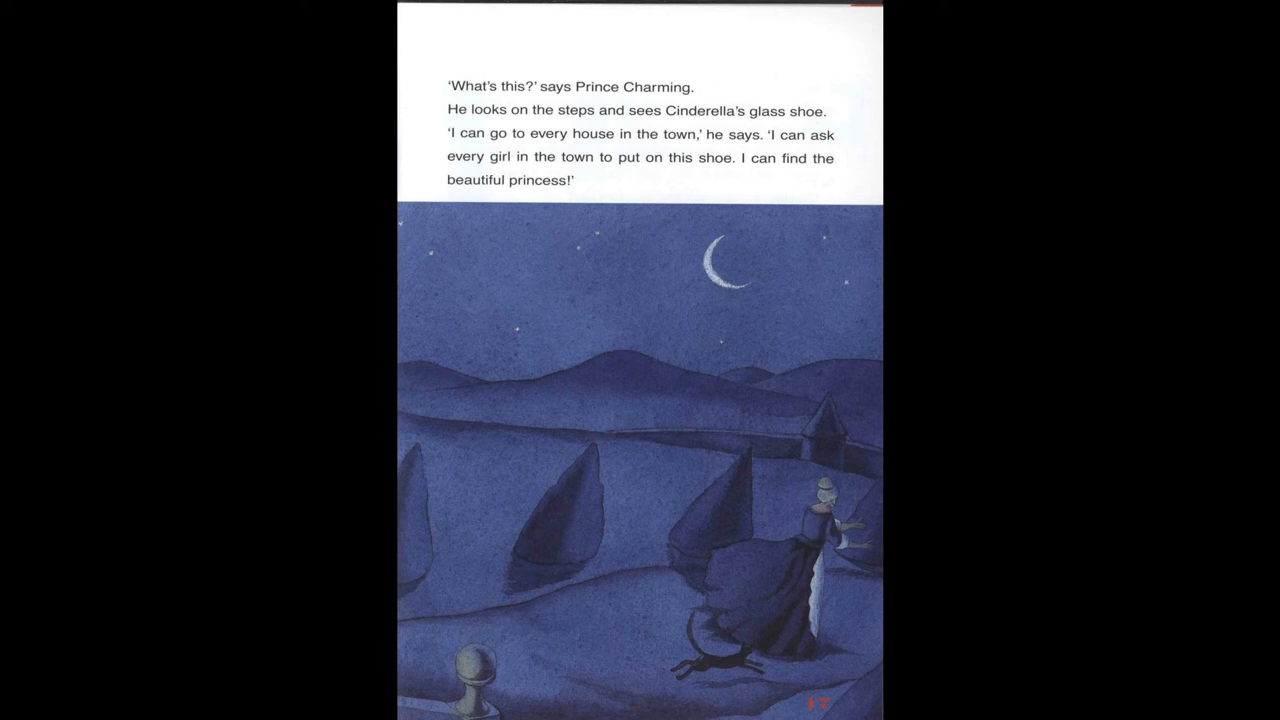 ‘What’s this?’ says Prince Charming.
He looks on the steps and sees Cinderella’s glass shoe.
‘I can go to every house in the town,’ he says. ‘I can ask
every girl in the town to put on this shoe. I can find the
beautiful princess!’
17